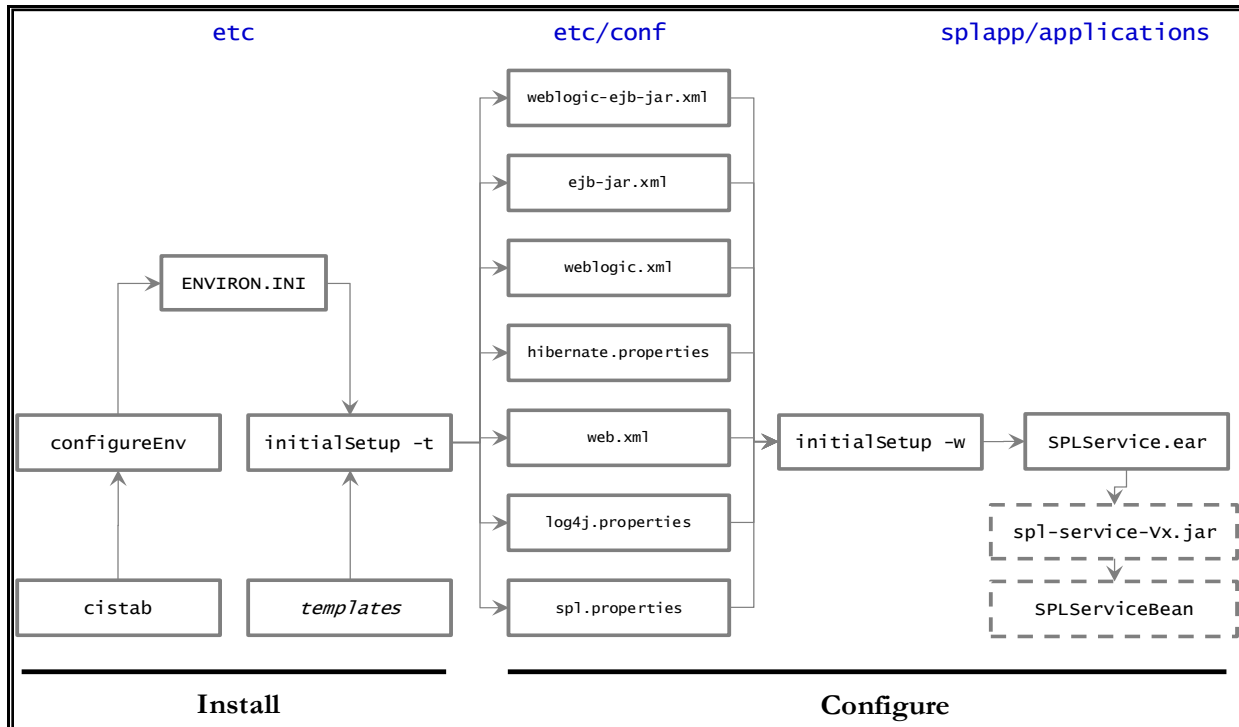 etc
etc/conf
splapp/applications
weblogic-ejb-jar.xml
ejb-jar.xml
weblogic.xml
ENVIRON.INI
hibernate.properties
configureEnv
initialSetup –t
web.xml
initialSetup –w
SPLService.ear
log4j.properties
spl-service-Vx.jar
cistab
templates
spl.properties
SPLServiceBean
Install
Configure